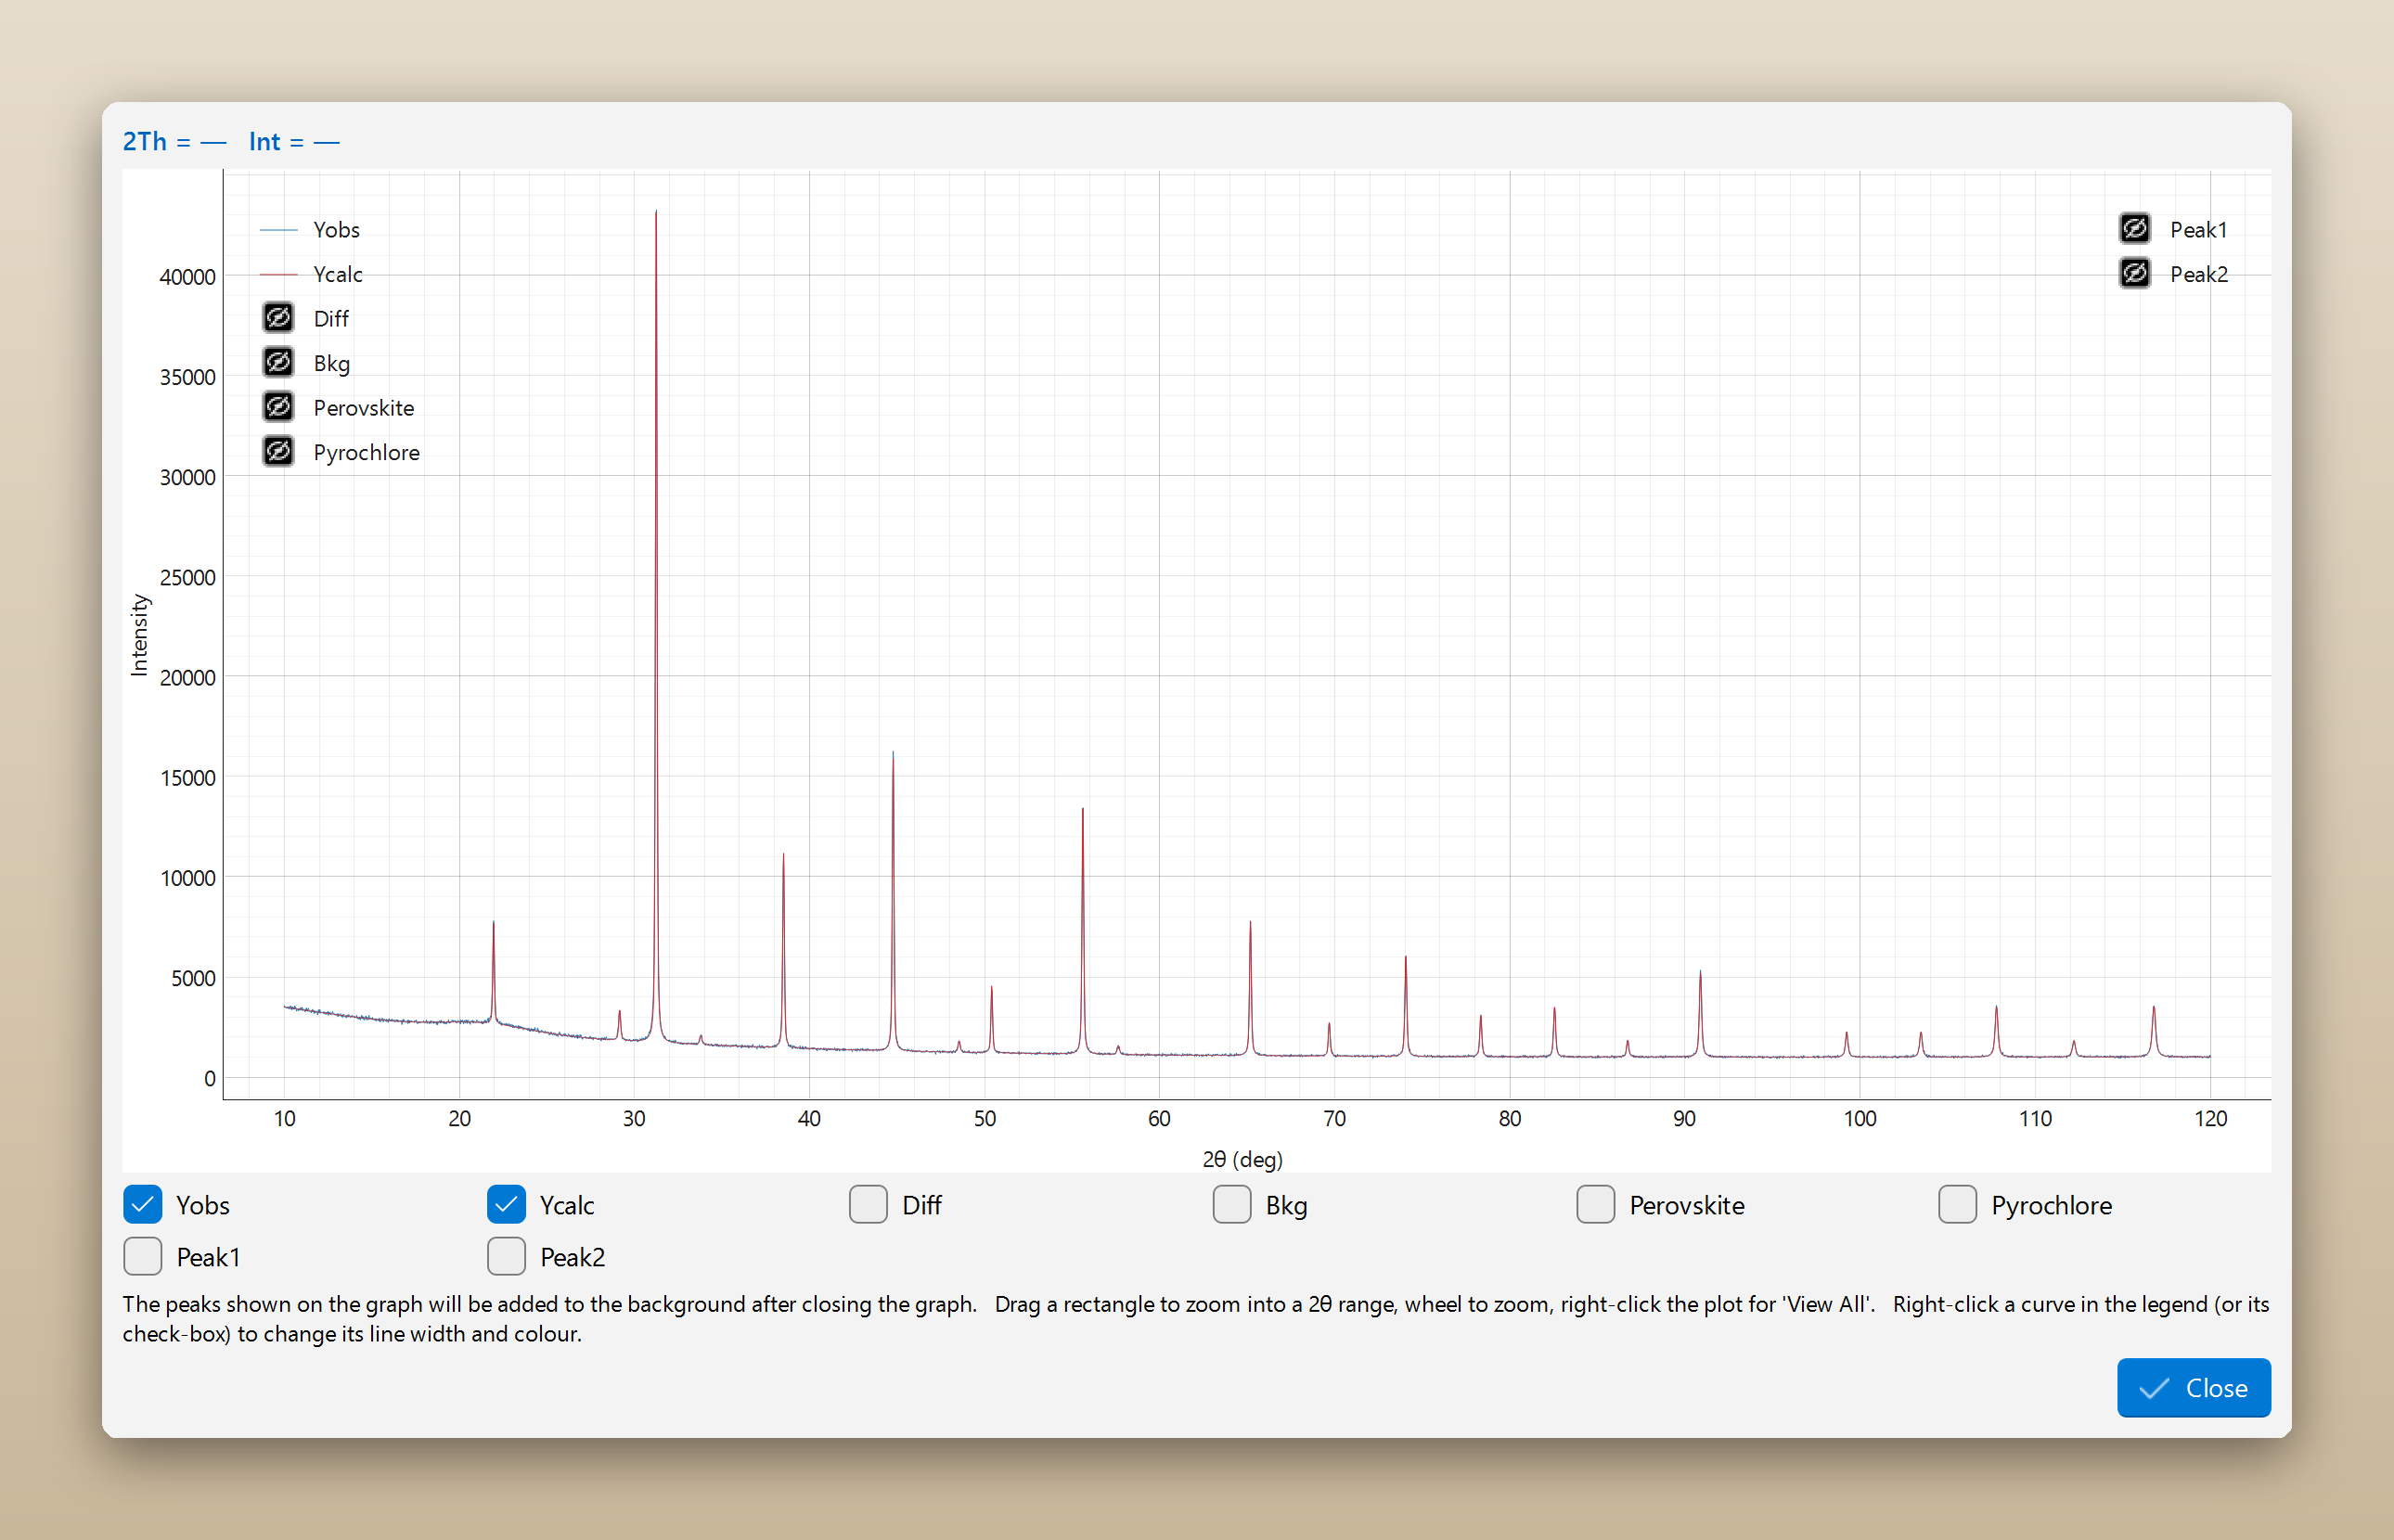 2Th = — Int = —
Yobs
Ycalc
Diff
Bkg
Perovskite
Pyrochlore
Peak1
Peak2
Intensity
40000
35000
30000
25000
20000
15000
10000
5000
0
10 20 30 40 50 60 70 80 90 100 110 120
2θ (deg)
Yobs Ycalc Diff Bkg Perovskite Pyrochlore
Peak1 Peak2
The peaks shown on the graph will be added to the background after closing the graph. Drag a rectangle to zoom into a 2θ range, wheel to zoom, right-click the plot for 'View All'. Right-click a curve in the legend (or its
check-box) to change its line width and colour.
Close